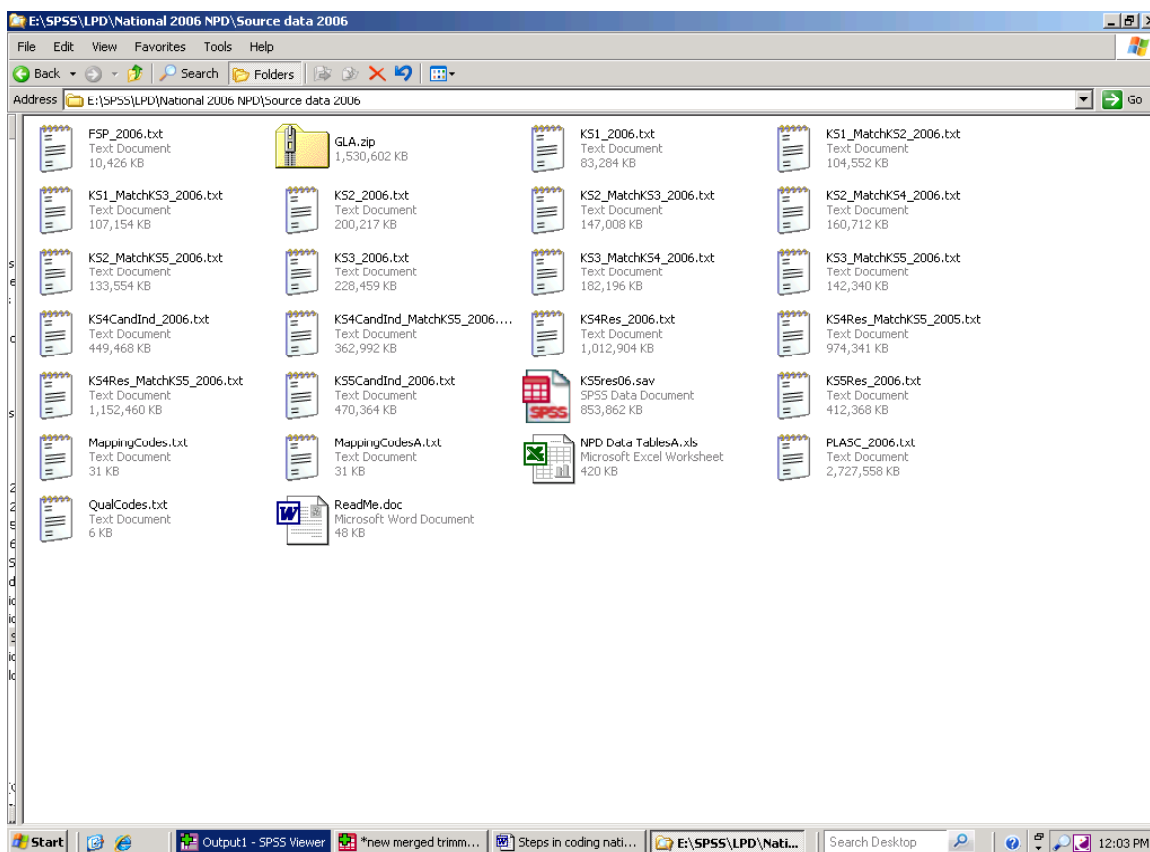 E:\SPSS\LPD\National 2006 NPD\Source data 2006
File Edit View Favorites Tools Help
Back Search Folders
Address E:\SPSS\LPD\National 2006 NPD\Source data 2006 Go
FSP_2006.txt
Text Document
10,426 KB
GLA.zip
1,530,602 KB
KS1_2006.txt
Text Document
83,284 KB
KS1_MatchKS2_2006.txt
Text Document
104,552 KB
KS1_MatchKS3_2006.txt
Text Document
107,154 KB
KS2_2006.txt
Text Document
200,217 KB
KS2_MatchKS3_2006.txt
Text Document
147,008 KB
KS2_MatchKS4_2006.txt
Text Document
160,712 KB
KS2_MatchKS5_2006.txt
Text Document
133,554 KB
KS3_2006.txt
Text Document
228,459 KB
KS3_MatchKS4_2006.txt
Text Document
182,196 KB
KS3_MatchKS5_2006.txt
Text Document
142,340 KB
KS4CandInd_2006.txt
Text Document
449,468 KB
KS4CandInd_MatchKS5_2006....
Text Document
362,992 KB
KS4Res_2006.txt
Text Document
1,012,904 KB
KS4Res_MatchKS5_2005.txt
Text Document
974,341 KB
KS4Res_MatchKS5_2006.txt
Text Document
1,152,460 KB
KS5CandInd_2006.txt
Text Document
470,364 KB
SPSS
KS5res06.sav
SPSS Data Document
853,862 KB
KS5Res_2006.txt
Text Document
412,368 KB
MappingCodes.txt
Text Document
31 KB
MappingCodesA.txt
Text Document
31 KB
NPD Data TablesA.xls
Microsoft Excel Worksheet
420 KB
PLASC_2006.txt
Text Document
2,727,558 KB
QualCodes.txt
Text Document
6 KB
ReadMe.doc
Microsoft Word Document
48 KB
Start Output1 - SPSS Viewer *new merged trimm... Steps in coding nati... E:\SPSS\LPD\Nati... Search Desktop 12:03 PM